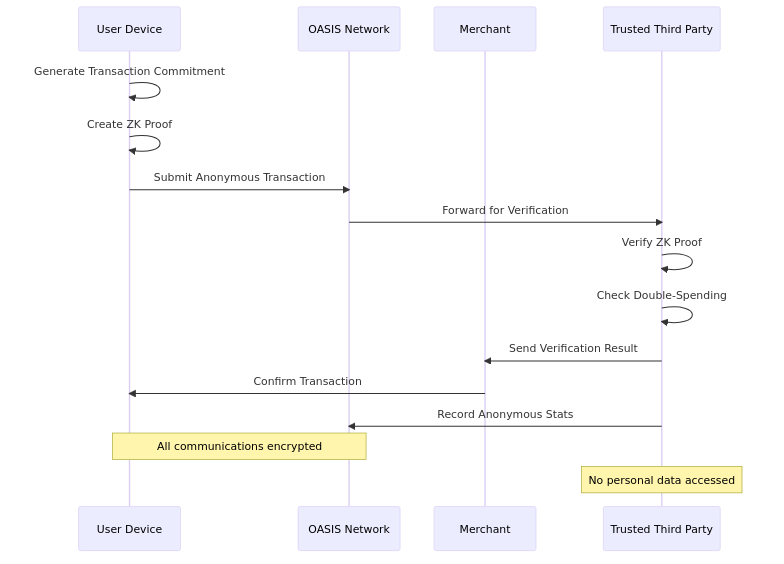 User Device
OASIS Network
Merchant
Trusted Third Party
Generate Transaction Commitment
Create ZK Proof
Submit Anonymous Transaction
Forward for Verification
Verify ZK Proof
Check Double-Spending
Send Verification Result
Confirm Transaction
Record Anonymous Stats
All communications encrypted
No personal data accessed
User Device
OASIS Network
Merchant
Trusted Third Party